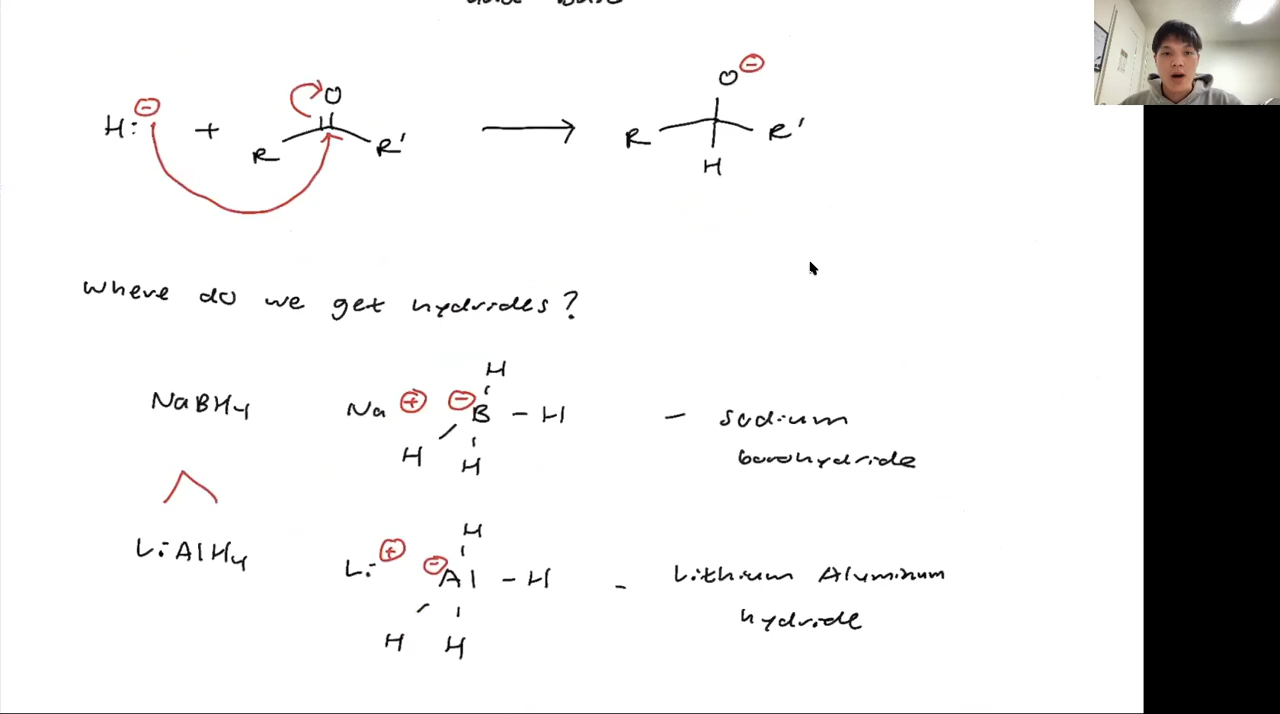 H: ⊖ + R O R' → R O ⊖ R' H
where do we get hydrides?
NaBH4 Na ⊕ ⊖ B H H H H - sodium
borohydride
LiAlH4 Li ⊕ ⊖ Al H H H H - Lithium Aluminum
hydride